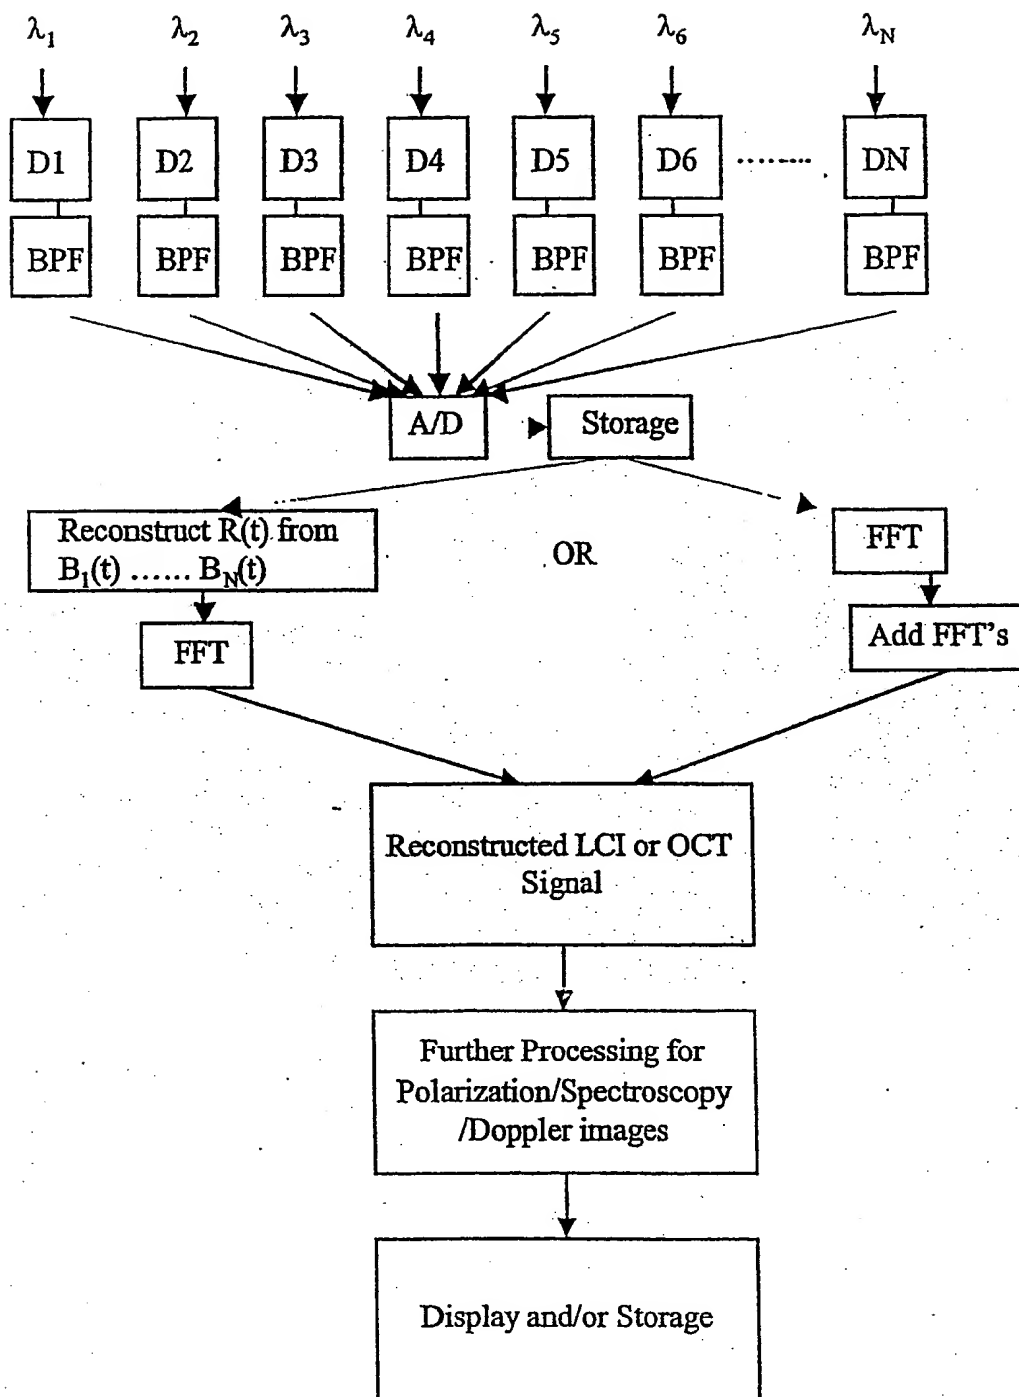 λ1 λ2 λ3 λ4 λ5 λ6 λN
D1 D2 D3 D4 D5 D6 ......... DN
BPF BPF BPF BPF BPF BPF BPF
A/D Storage
Reconstruct R(t) from
B1(t) ...... BN(t)
OR
FFT
FFT
Add FFT's
Reconstructed LCI or OCT
Signal
Further Processing for
Polarization/Spectroscopy
/Doppler images
Display and/or Storage